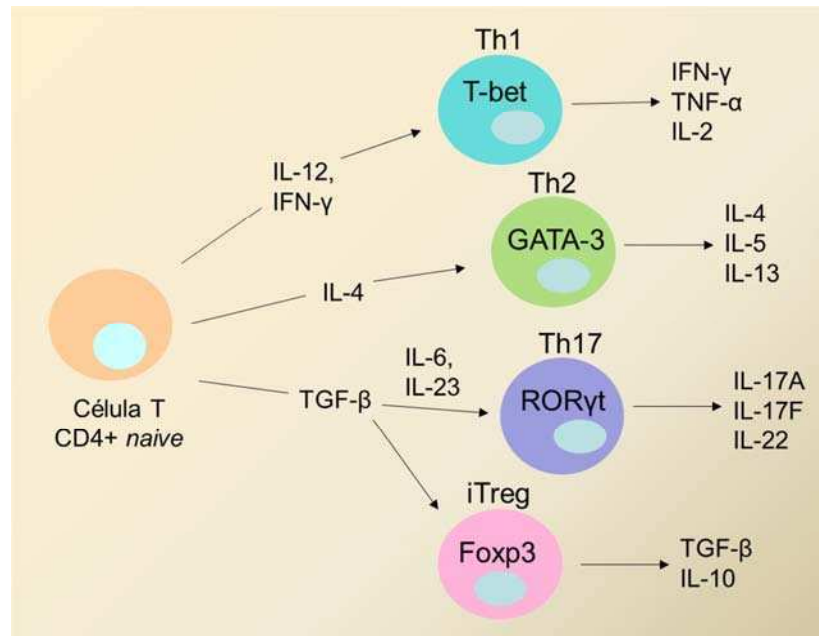 Th1
T-bet
IFN-γ
TNF-α
IL-2
IL-12,
IFN-γ
Th2
GATA-3
IL-4
IL-5
IL-13
IL-4
Célula T
CD4+ naive
TGF-β
IL-6,
IL-23
Th17
RORγt
IL-17A
IL-17F
IL-22
iTreg
Foxp3
TGF-β
IL-10